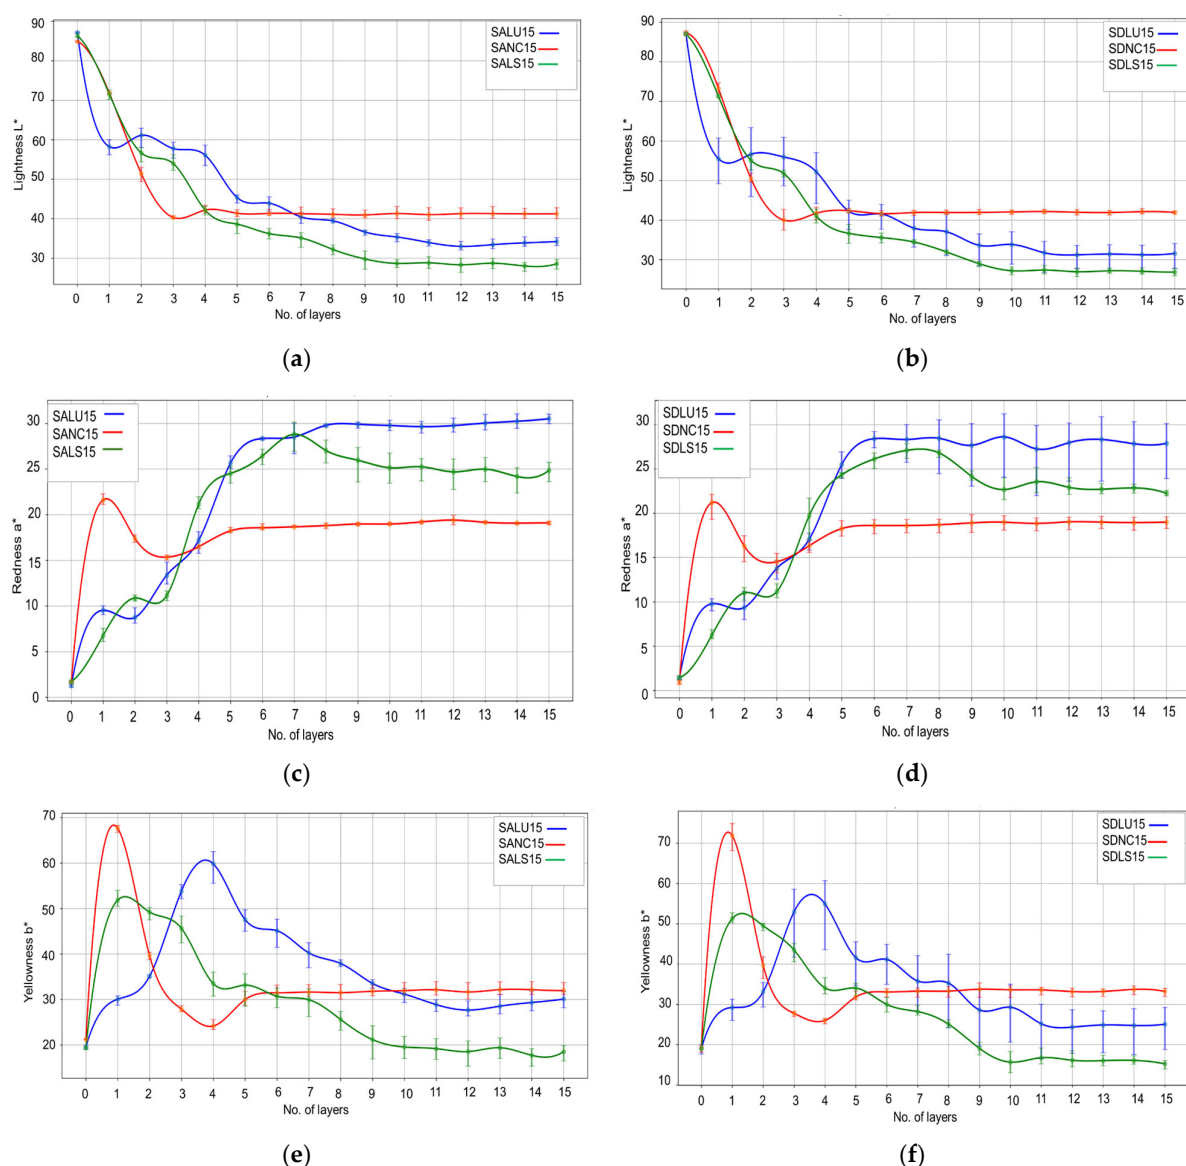 90
80
70
60
50
40
30
0 1 2 3 4 5 6 7 8 9 10 11 12 13 14 15
Lightness L*
No. of layers
SALU15
SANC15
SALS15
(a)
90
80
70
60
50
40
30
0 1 2 3 4 5 6 7 8 9 10 11 12 13 14 15
Lightness L*
No. of layers
SDLU15
SDNC15
SDLS15
(b)
30
25
20
15
10
5
0
0 1 2 3 4 5 6 7 8 9 10 11 12 13 14 15
Redness a*
No. of layers
SALU15
SANC15
SALS15
(c)
30
25
20
15
10
5
0
0 1 2 3 4 5 6 7 8 9 10 11 12 13 14 15
Redness a*
No. of layers
SDLU15
SDNC15
SDLS15
(d)
70
60
50
40
30
20
0 1 2 3 4 5 6 7 8 9 10 11 12 13 14 15
Yellowness b*
No. of layers
SALU15
SANC15
SALS15
(e)
70
60
50
40
30
20
10
0 1 2 3 4 5 6 7 8 9 10 11 12 13 14 15
Yellowness b*
No. of layers
SDLU15
SDNC15
SDLS15
(f)